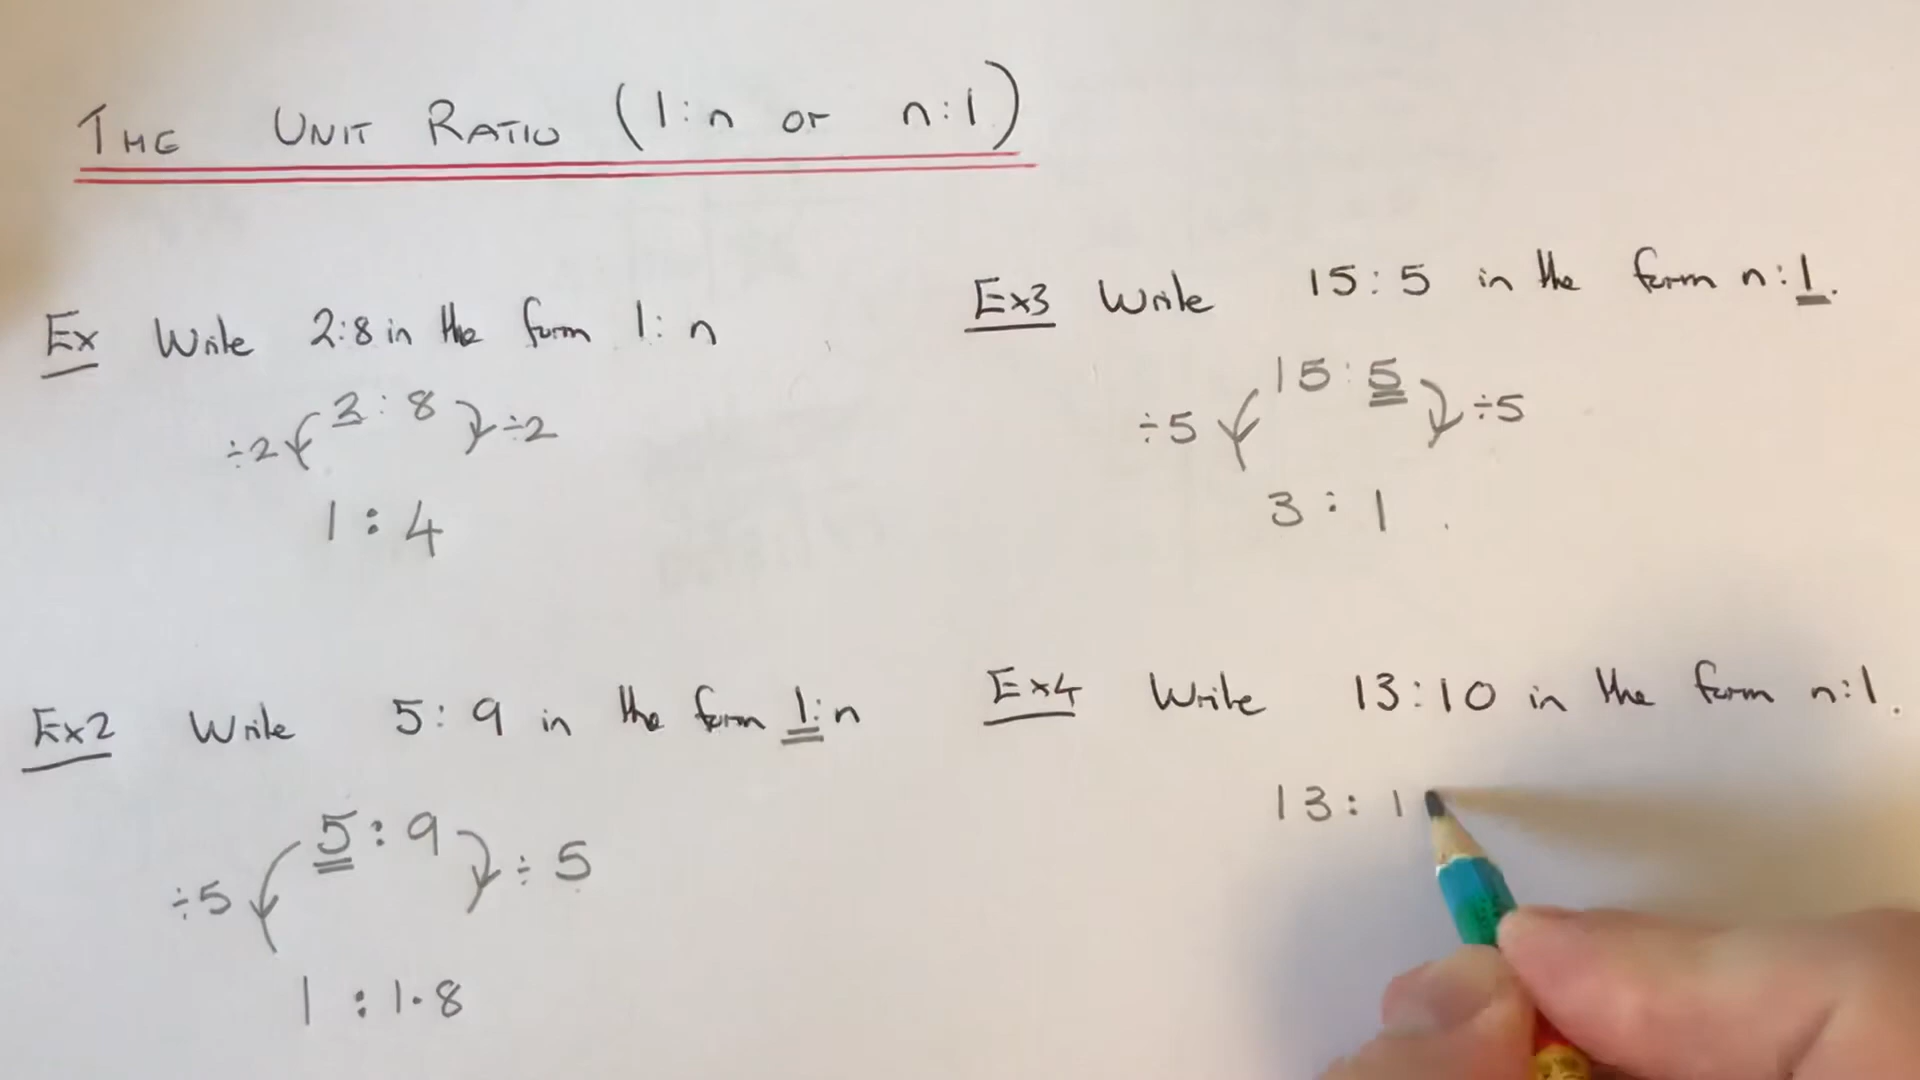 THE UNIT RATIO (1:n or n:1)
Ex Write 2:8 in the form 1:n
2:8
÷2 ÷2
1:4
Ex2 Write 5:9 in the form 1:n
5:9
÷5 ÷5
1:1·8
Ex3 Write 15:5 in the form n:1.
15:5
÷5 ÷5
3:1
Ex4 Write 13:10 in the form n:1.
13:1